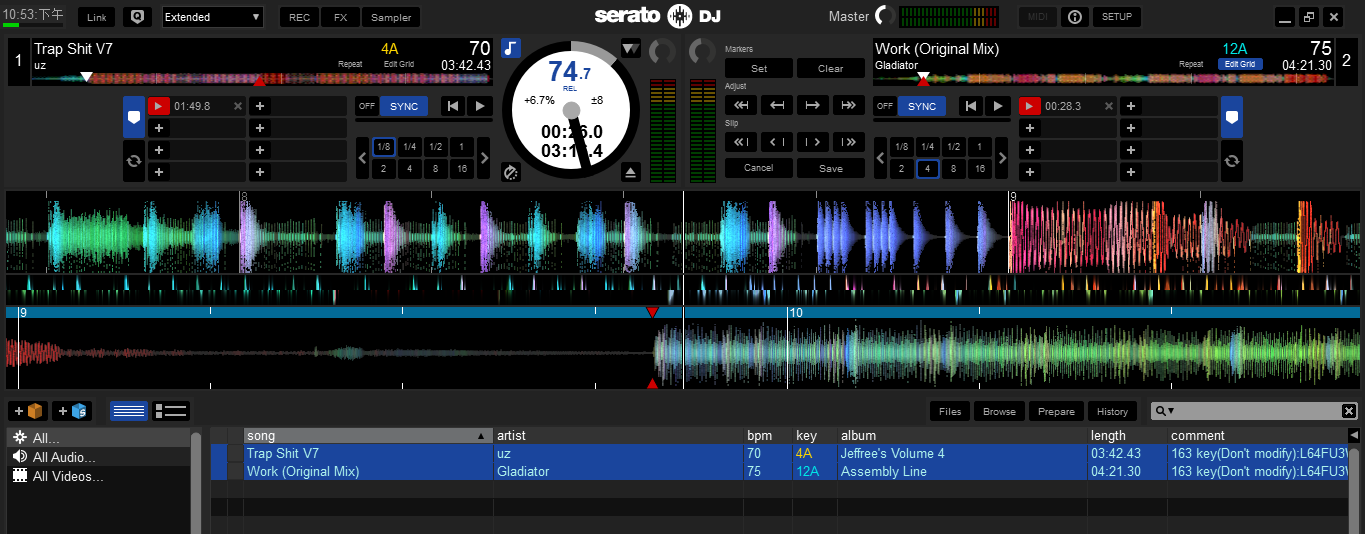 10:53:下午 Link Extended REC FX Sampler serato DJ Master MIDI SETUP
1 Trap Shit V7 4A 70
uz Repeat Edit Grid 03:42.43
74.7
REL
+6.7% ±8
00:26.0
Markers
Set Clear
Adjust
Slip
Cancel Save
Work (Original Mix) 12A 75 2
Gladiator Repeat Edit Grid 04:21.30
01:49.8 OFF SYNC
1/8 1/4 1/2 1
2 4 8 16
OFF SYNC 00:28.3
1/8 1/4 1/2 1
2 4 8 16
8 9
9 10
Files Browse Prepare History
All...
All Audio...
All Videos...
song artist bpm key album length comment
Trap Shit V7 uz 70 4A Jeffree's Volume 4 03:42.43 163 key(Don't modify):L64FU3W
Work (Original Mix) Gladiator 75 12A Assembly Line 04:21.30 163 key(Don't modify):L64FU3W